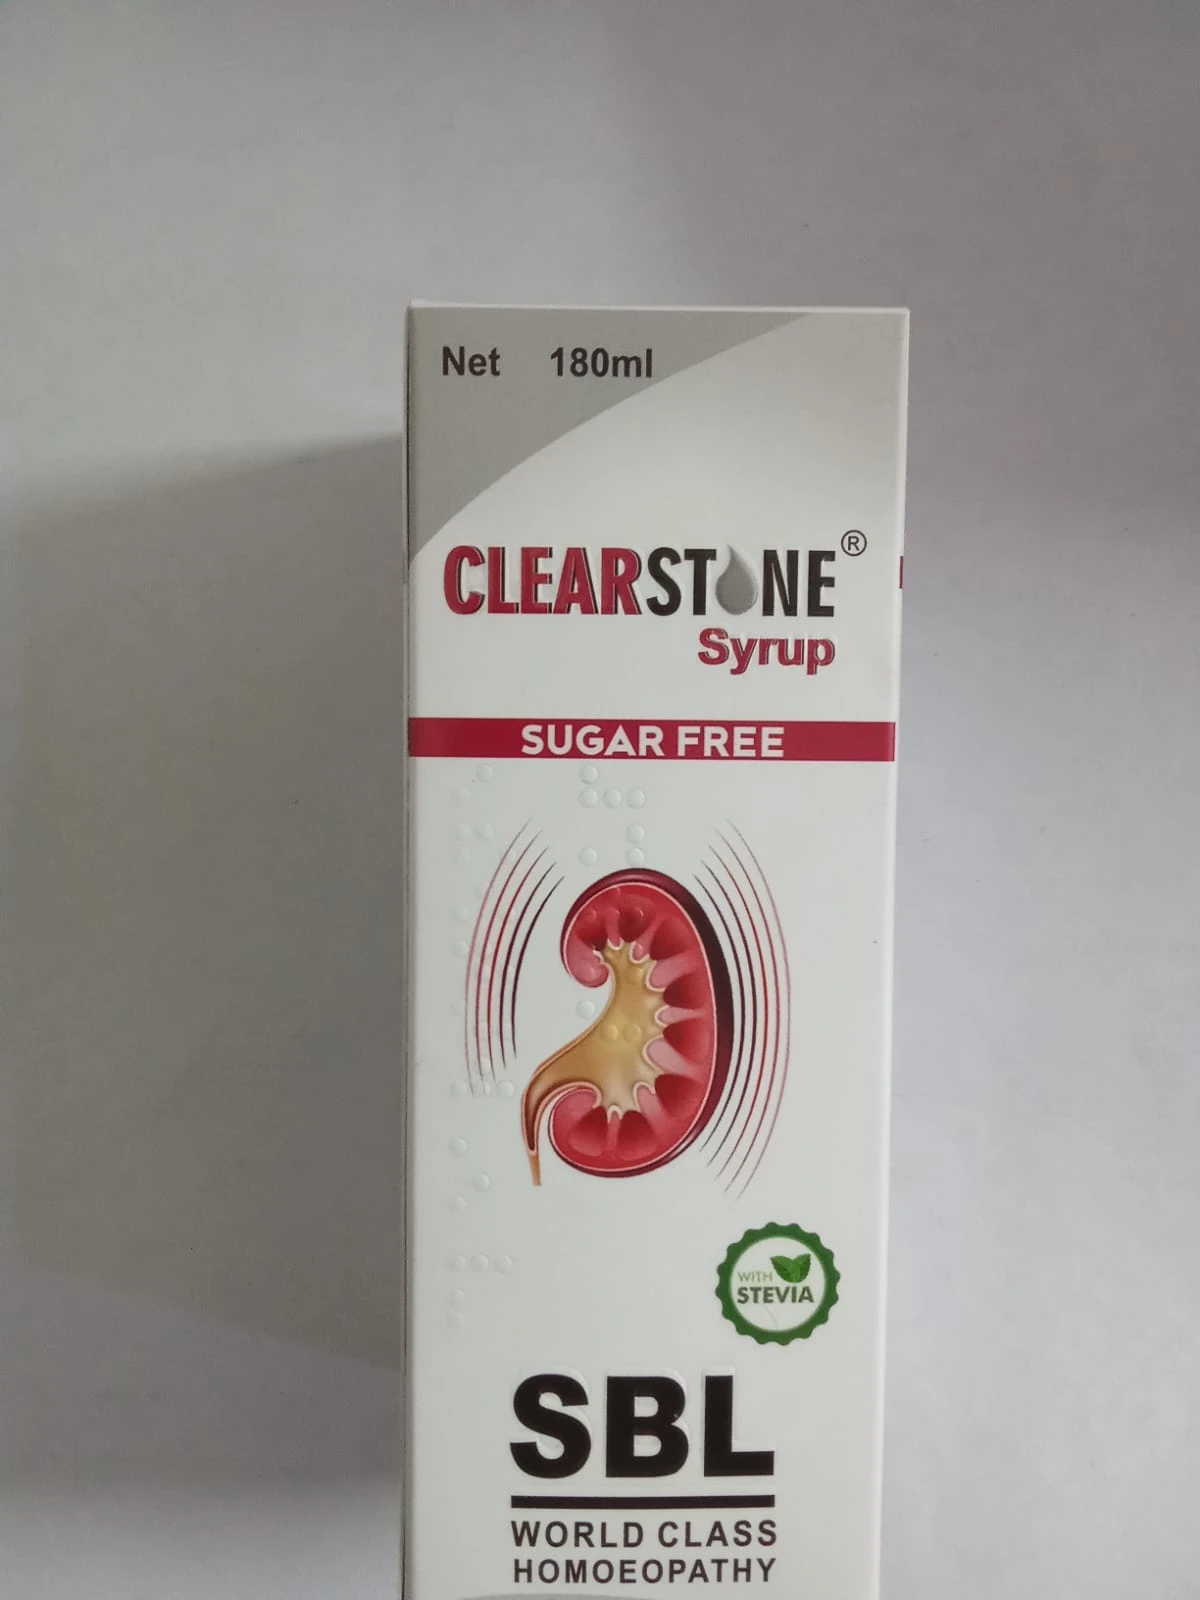 Net 180ml
CLEARSTONE®
Syrup
SUGAR FREE
WITH
STEVIA
SBL
WORLD CLASS
HOMOEOPATHY